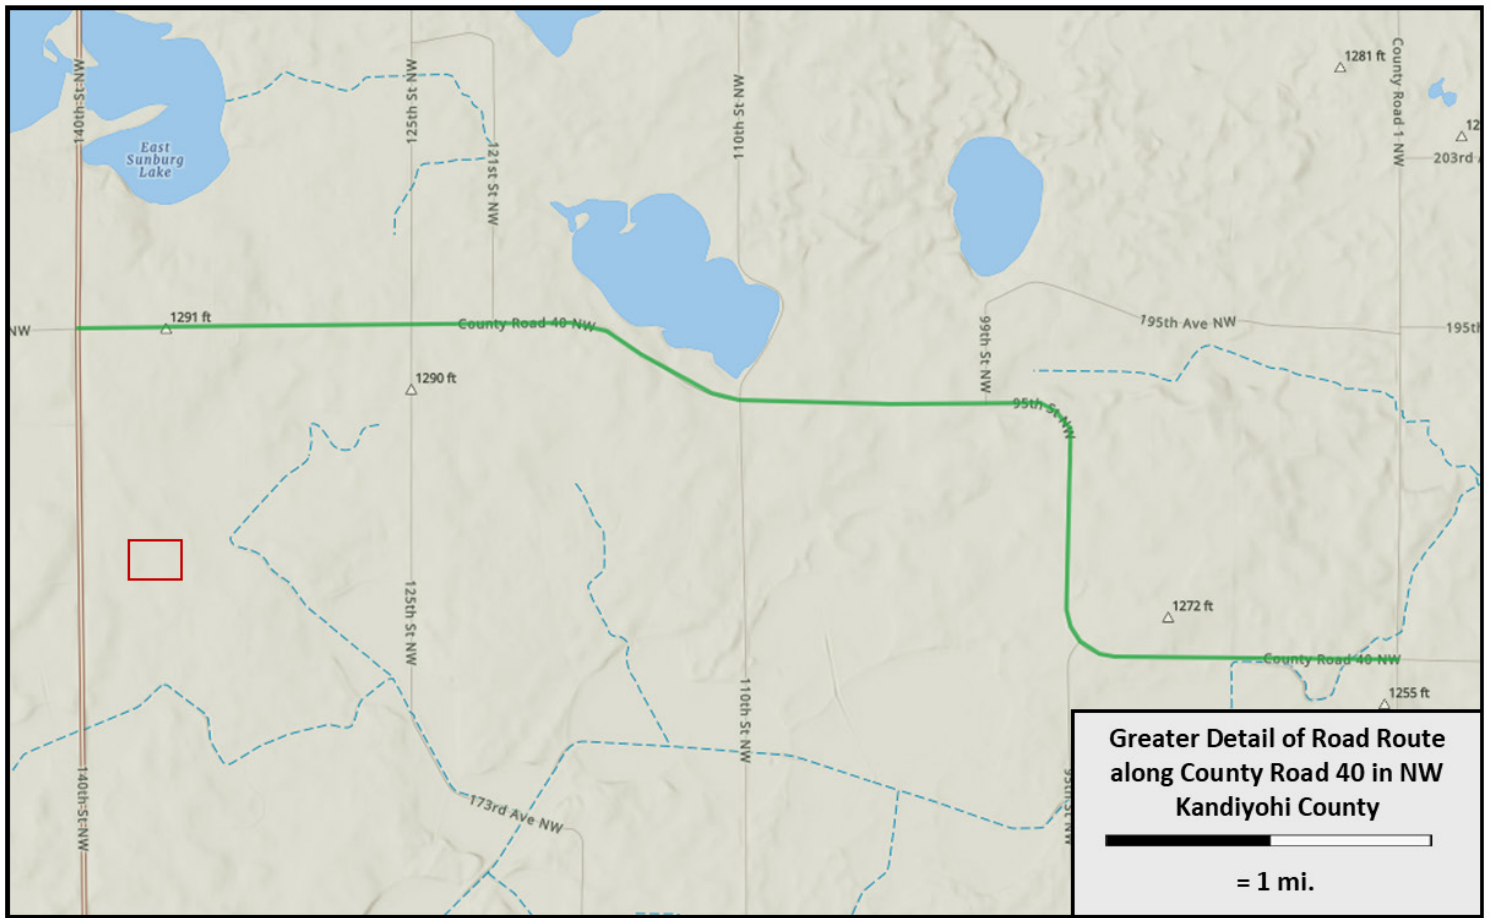 1281 ft
County Road 1 NW
12
203rd
140th St NW
125th St NW
110th St NW
121st St NW
East
Sunburg
Lake
NW
1291 ft
County Road 40 NW
195th Ave NW
195th
99th St NW
1290 ft
95th St NW
125th St NW
1272 ft
County Road 40 NW
1255 ft
110th St NW
140th St NW
173rd Ave NW
95th St NW
Greater Detail of Road Route
along County Road 40 in NW
Kandiyohi County
= 1 mi.